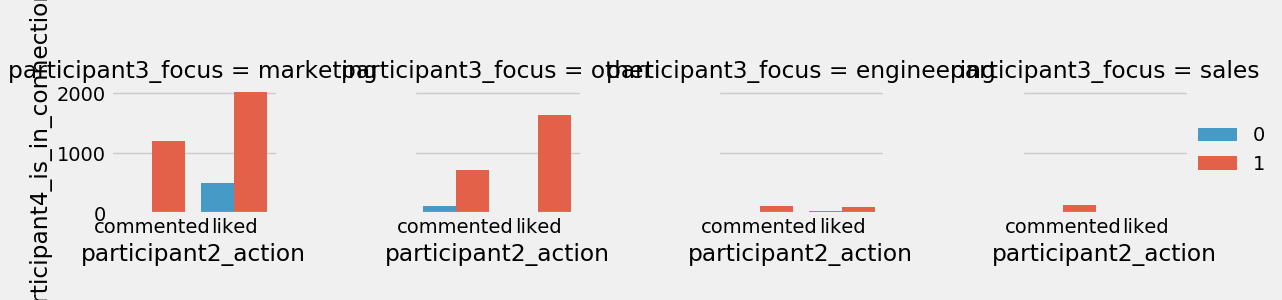 participant3_focus = marketing
participant3_focus = other
participant3_focus = engineering
participant3_focus = sales
2000
1000
0
commented liked
commented liked
commented liked
commented liked
participant2_action
participant2_action
participant2_action
participant2_action
0
1